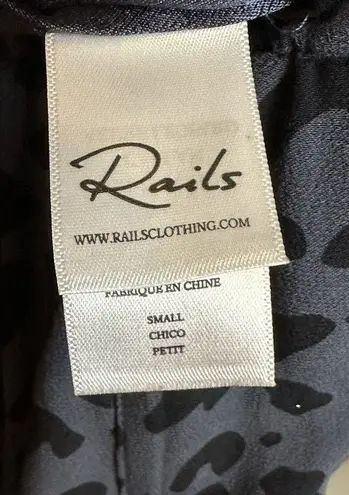 Rails
WWW.RAILSCLOTHING.COM
FABRIQUE EN CHINE
SMALL
CHICO
PETIT